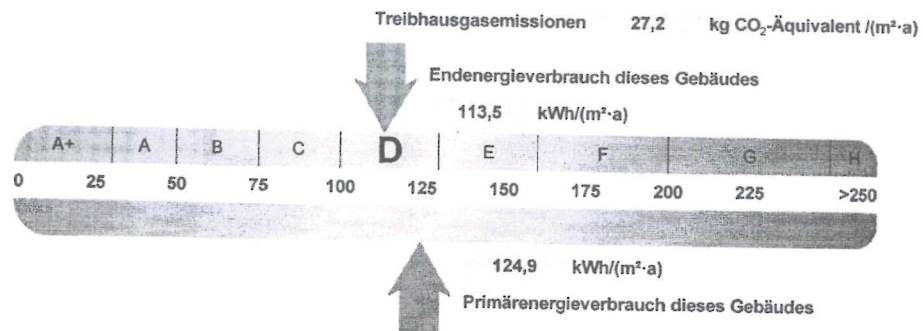 Treibhausgasemissionen 27,2 kg CO₂-Äquivalent /(m²·a)
Endenergieverbrauch dieses Gebäudes
113,5 kWh/(m²·a)
A+ A B C D E F G H
0 25 50 75 100 125 150 175 200 225 >250
124,9 kWh/(m²·a)
Primärenergieverbrauch dieses Gebäudes